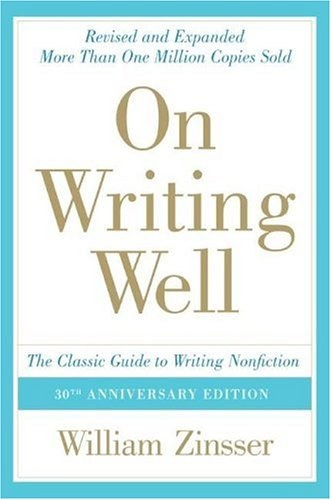 Revised and Expanded
More Than One Million Copies Sold
On
Writing
Well
The Classic Guide to Writing Nonfiction
30TH ANNIVERSARY EDITION
William Zinsser